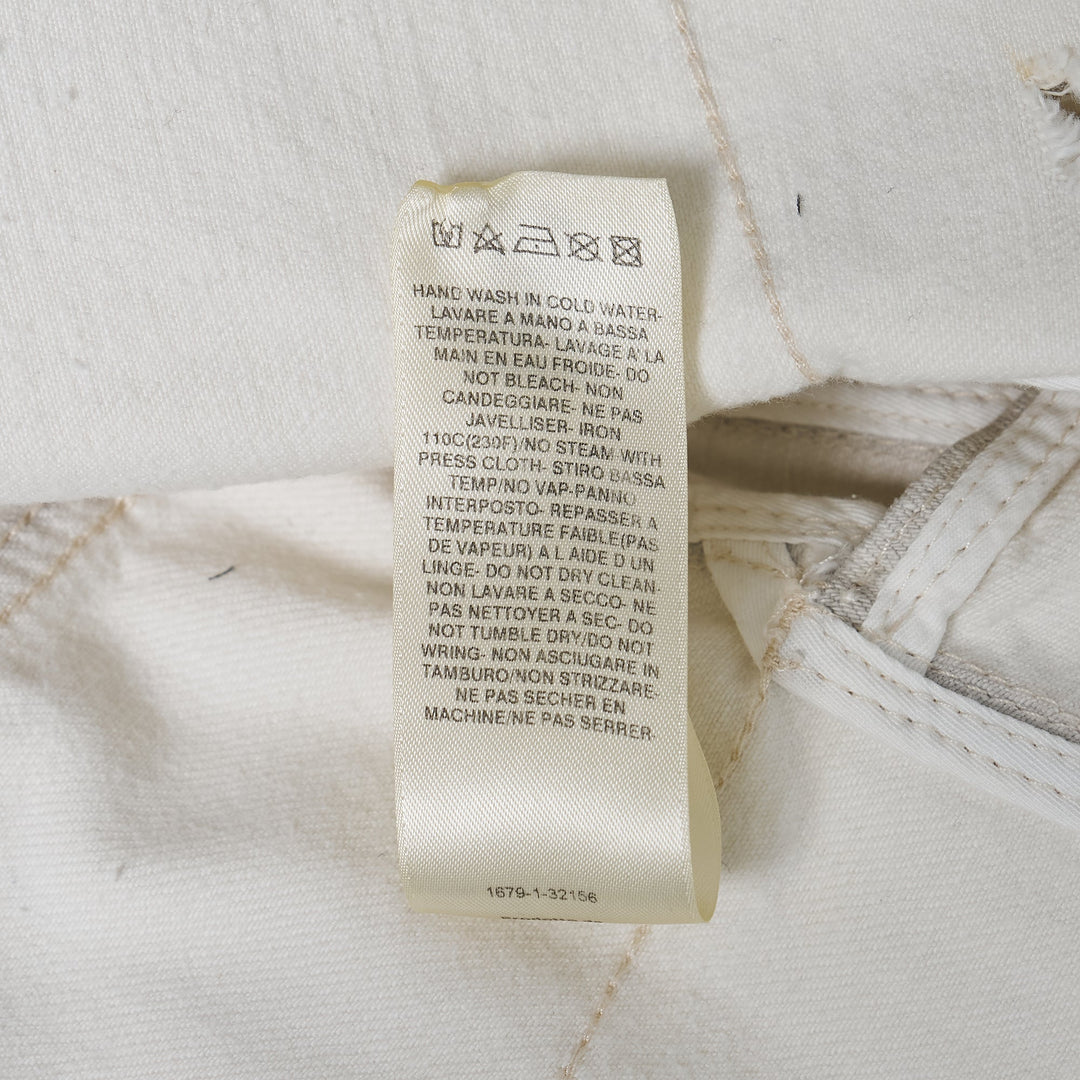 HAND WASH IN COLD WATER-
LAVARE A MANO A BASSA
TEMPERATURA- LAVAGE A' LA
MAIN EN EAU FROIDE- DO
NOT BLEACH- NON
CANDEGGIARE- NE PAS
JAVELLISER- IRON
110C(230F)/NO STEAM WITH
PRESS CLOTH- STIRO BASSA
TEMP/NO VAP-PANNO
INTERPOSTO- REPASSER A
TEMPERATURE FAIBLE(PAS
DE VAPEUR) A L AIDE D UN
LINGE- DO NOT DRY CLEAN-
NON LAVARE A SECCO- NE
PAS NETTOYER A SEC- DO
NOT TUMBLE DRY/DO NOT
WRING- NON ASCIUGARE IN
TAMBURO/NON STRIZZARE-
NE PAS SECHER EN
MACHINE/NE PAS SERRER-
1679-1-32156